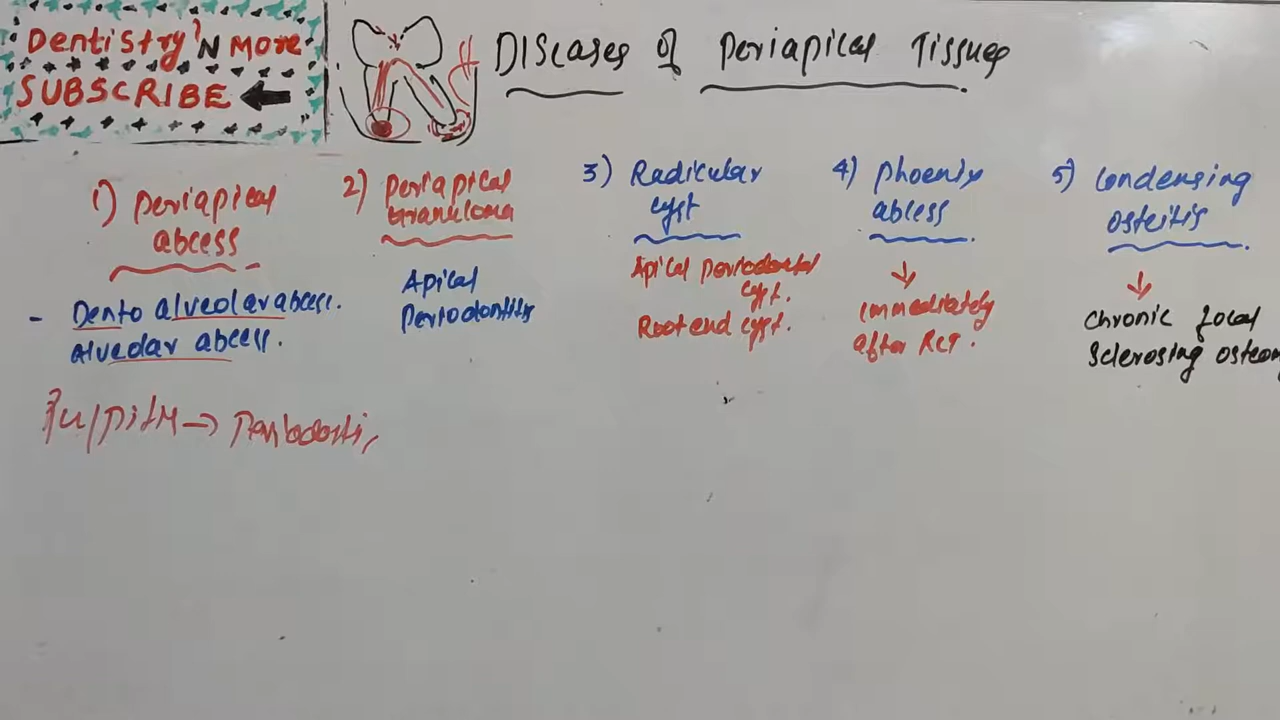 Dentistry 'N more
SUBSCRIBE
Diseases of Periapical Tissues
1) Periapical
abcess
- Dento alveolar abcess.
Alveolar abcess.
Pulpitis → Periodonti
2) Periapical
Granuloma
Apical
Periodontitis
3) Radicular
cyst
Apical periodontal
cyst.
Root end cyst.
4) Phoenix
abcess
↓
immediately
after RCT.
5) Condensing
osteitis
↓
chronic focal
Sclerosing osteom